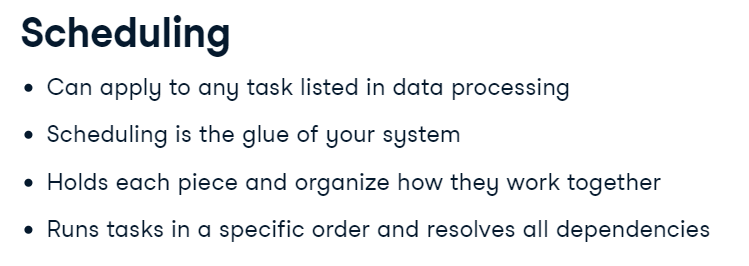 Scheduling
• Can apply to any task listed in data processing
• Scheduling is the glue of your system
• Holds each piece and organize how they work together
• Runs tasks in a specific order and resolves all dependencies